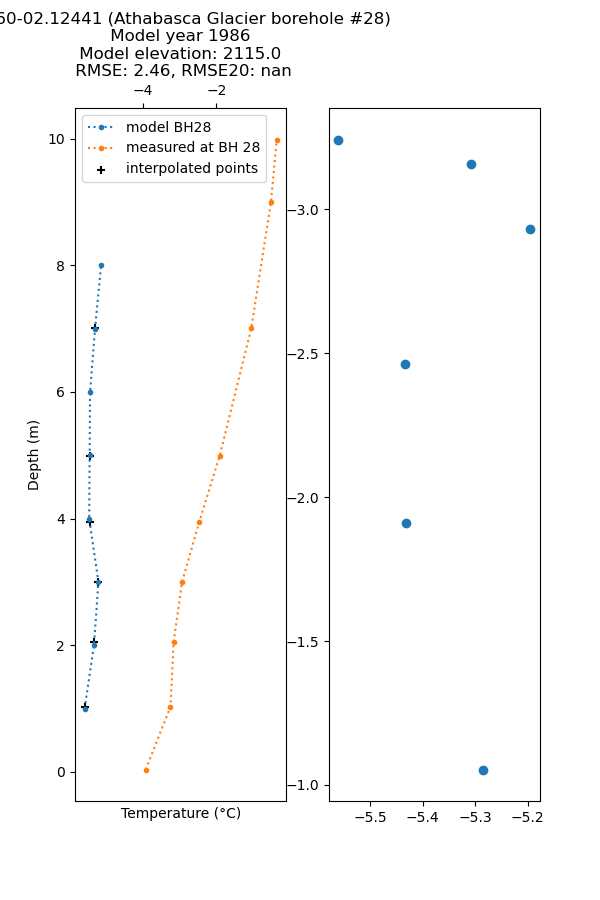 60-02.12441 (Athabasca Glacier borehole #28)
Model year 1986
Model elevation: 2115.0
RMSE: 2.46, RMSE20: nan
−4 −2
model BH28
measured at BH 28
interpolated points
10
8
6
4
2
0
Depth (m)
Temperature (°C)
−3.0
−2.5
−2.0
−1.5
−1.0
−5.5 −5.4 −5.3 −5.2